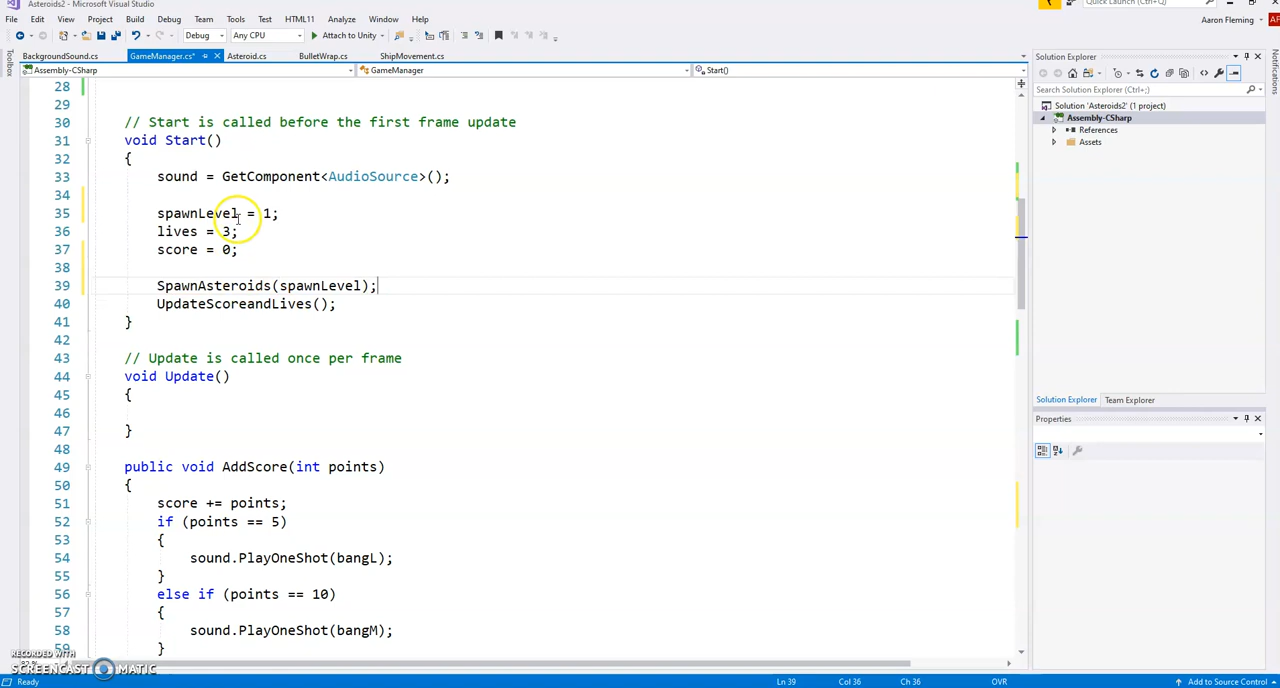 Asteroids2 - Microsoft Visual Studio
Quick Launch (Ctrl+Q)
File Edit View Project Build Debug Team Tools Test HTML11 Analyze Window Help
Aaron Fleming AF
Debug Any CPU Attach to Unity
Toolbox
BackgroundSound.cs GameManager.cs* Asteroid.cs BulletWrap.cs ShipMovement.cs
Assembly-CSharp GameManager Start()
28
29
30 // Start is called before the first frame update
31 void Start()
32 {
33 sound = GetComponent<AudioSource>();
34
35 spawnLevel = 1;
36 lives = 3;
37 score = 0;
38
39 SpawnAsteroids(spawnLevel);
40 UpdateScoreandLives();
41 }
42
43 // Update is called once per frame
44 void Update()
45 {
46
47 }
48
49 public void AddScore(int points)
50 {
51 score += points;
52 if (points == 5)
53 {
54 sound.PlayOneShot(bangL);
55 }
56 else if (points == 10)
57 {
58 sound.PlayOneShot(bangM);
59 }
Solution Explorer
Search Solution Explorer (Ctrl+;)
Solution 'Asteroids2' (1 project)
Assembly-CSharp
References
Assets
Solution Explorer Team Explorer
Properties
Notifications
RECORDED WITH
SCREENCAST MATIC
Ready Ln 39 Col 36 Ch 36 OVR Add to Source Control